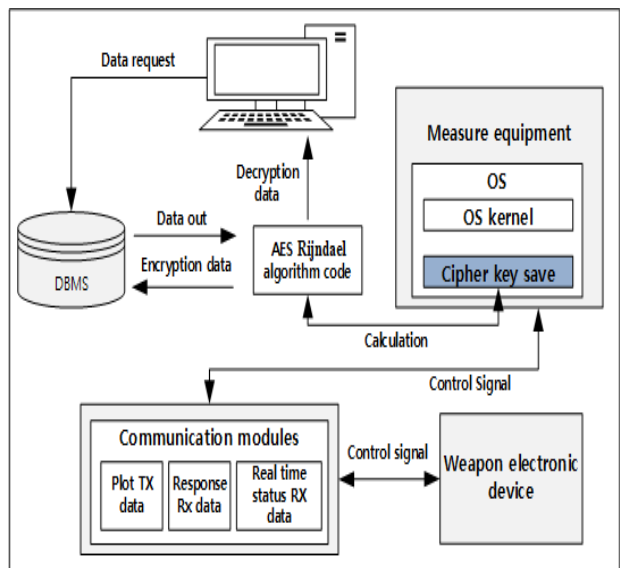 Data request
Measure equipment
OS
OS kernel
Cipher key save
Decryption
data
Data out
Encryption data
DBMS
AES Rijndael
algorithm code
Calculation
Control Signal
Communication modules
Plot TX
data
Response
Rx data
Real time
status RX
data
Control signal
Weapon electronic
device